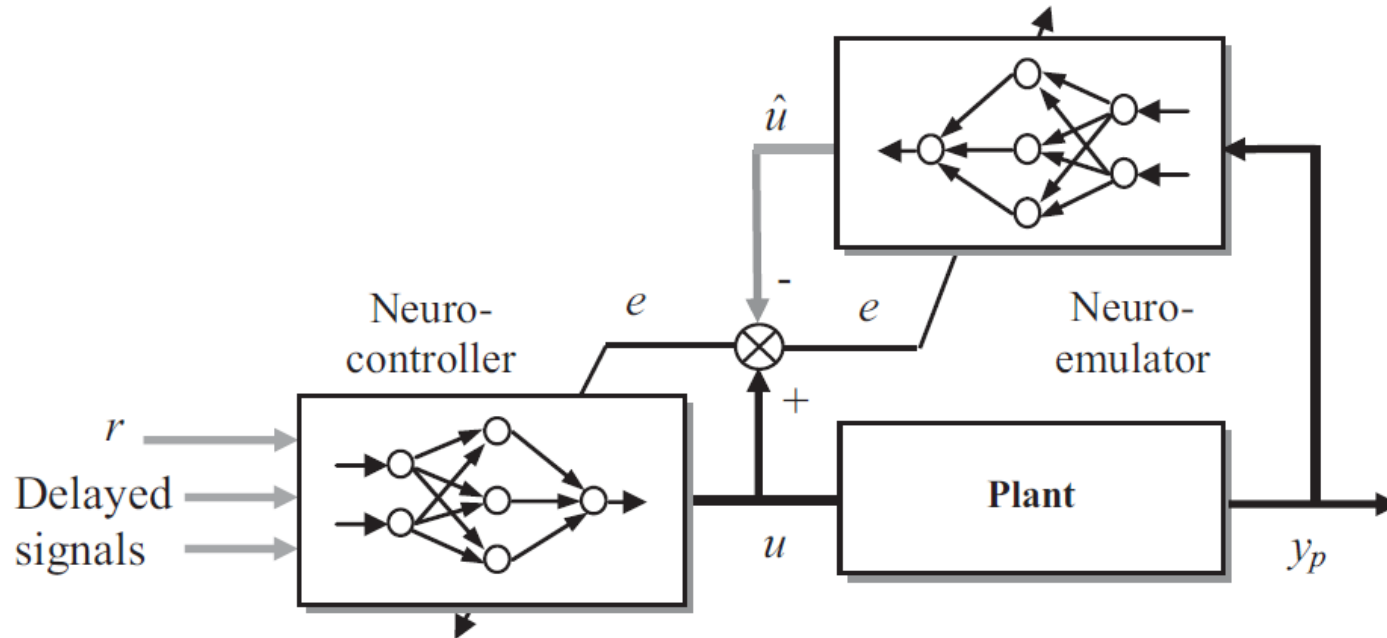 û
-
e
e
Neuro-
controller
Neuro-
emulator
+
r
Delayed
signals
Plant
u
yₚ